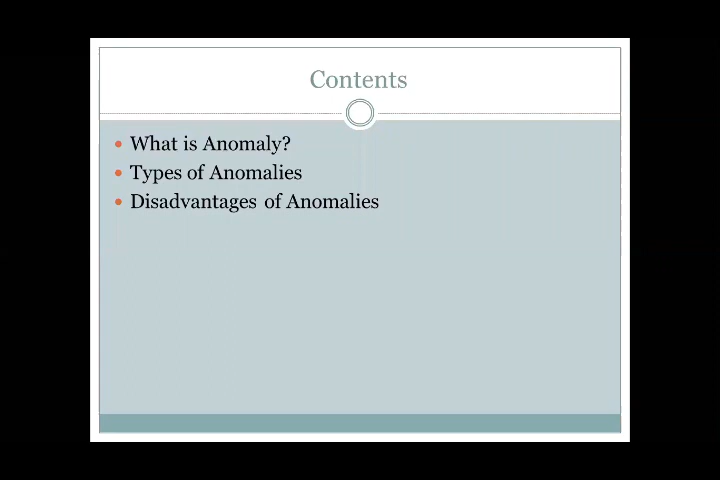 Contents
• What is Anomaly?
• Types of Anomalies
• Disadvantages of Anomalies